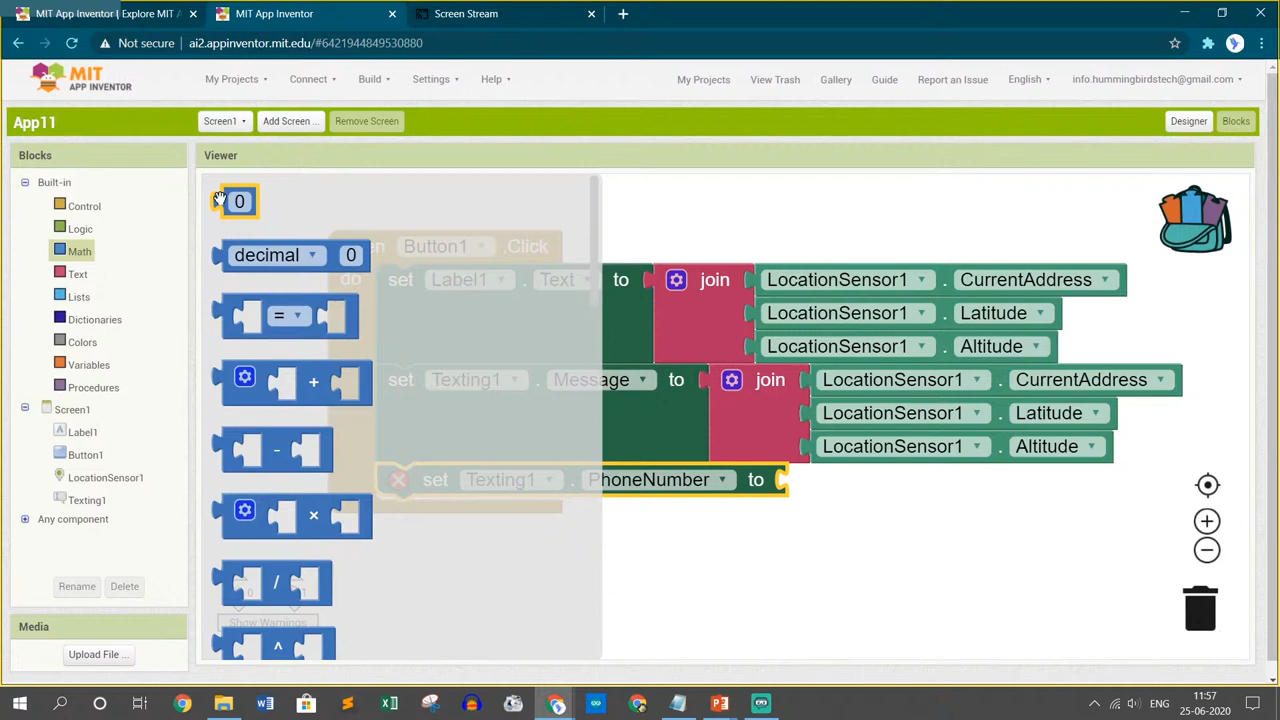 MIT App Inventor | Explore MIT A
MIT App Inventor
Screen Stream
Not secure
ai2.appinventor.mit.edu/#6421944849530880
MIT
APP INVENTOR
My Projects
Connect
Build
Settings
Help
My Projects
View Trash
Gallery
Guide
Report an Issue
English
info.hummingbirdstech@gmail.com
App11
Screen1
Add Screen ...
Remove Screen
Designer
Blocks
Blocks
Viewer
Built-in
Control
Logic
Math
Text
Lists
Dictionaries
Colors
Variables
Procedures
Screen1
Label1
Button1
LocationSensor1
Texting1
Any component
Rename
Delete
Media
Upload File ...
0
decimal 0
=
+
-
×
/
^
Button1 .Click
do set Label1 . Text to join LocationSensor1 . CurrentAddress
LocationSensor1 . Latitude
LocationSensor1 . Altitude
set Texting1 . Message to join LocationSensor1 . CurrentAddress
LocationSensor1 . Latitude
LocationSensor1 . Altitude
set Texting1 . PhoneNumber to
0 1
Show Warnings
ENG
11:57
25-06-2020